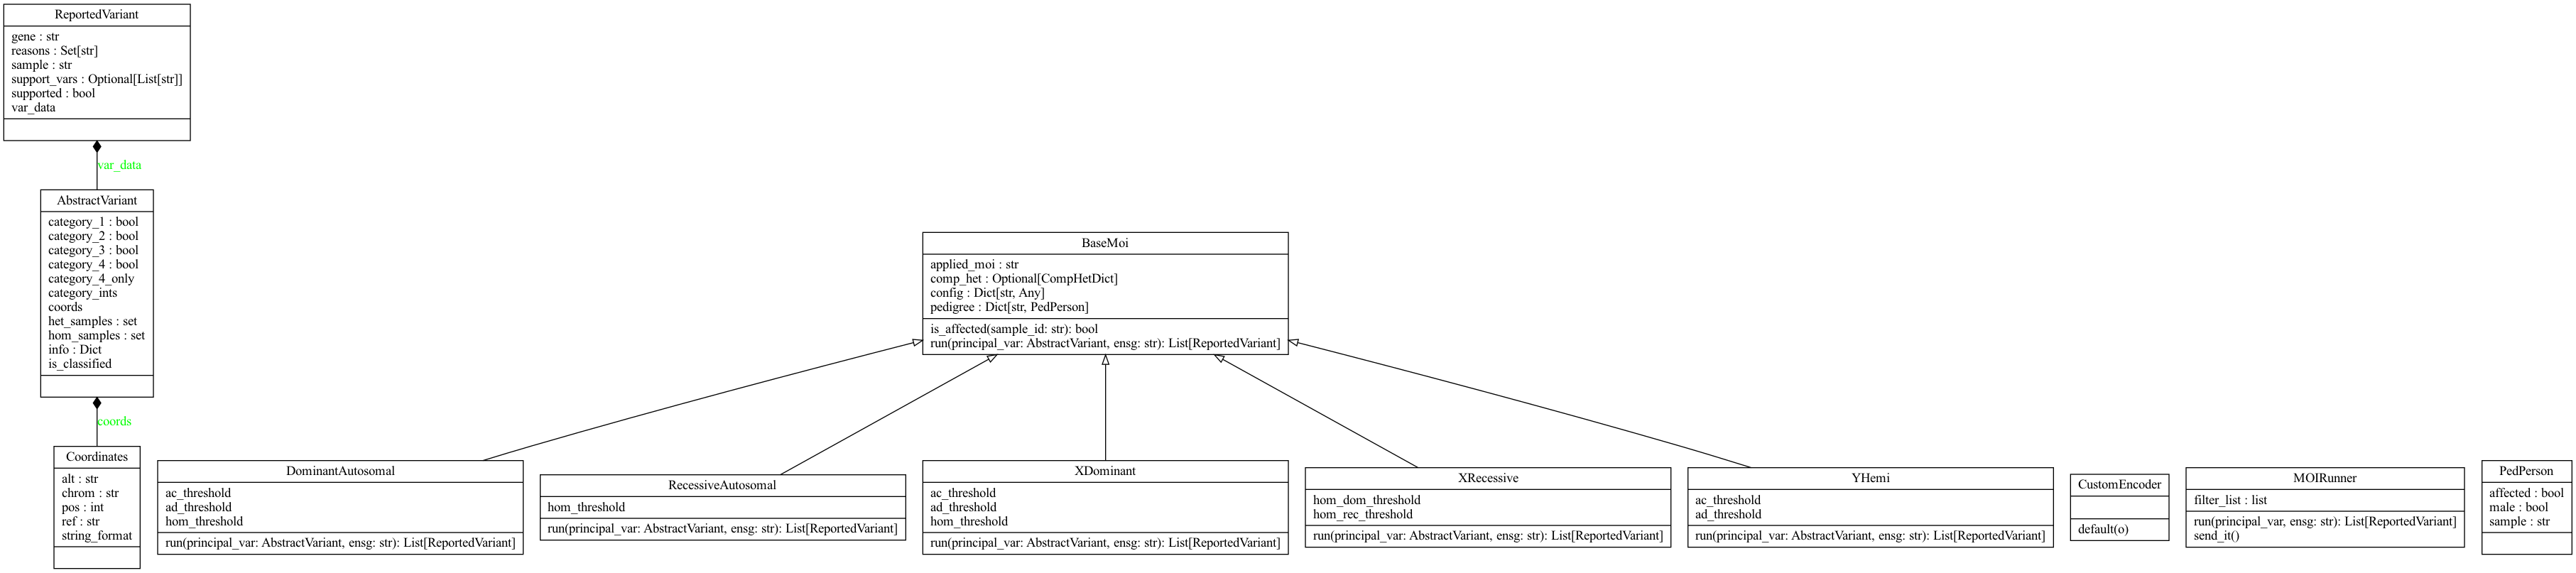 ReportedVariant
gene : str
reasons : Set[str]
sample : str
support_vars : Optional[List[str]]
supported : bool
var_data
var_data
AbstractVariant
category_1 : bool
category_2 : bool
category_3 : bool
category_4 : bool
category_4_only
category_ints
coords
het_samples : set
hom_samples : set
info : Dict
is_classified
coords
Coordinates
alt : str
chrom : str
pos : int
ref : str
string_format
BaseMoi
applied_moi : str
comp_het : Optional[CompHetDict]
config : Dict[str, Any]
pedigree : Dict[str, PedPerson]
is_affected(sample_id: str): bool
run(principal_var: AbstractVariant, ensg: str): List[ReportedVariant]
DominantAutosomal
ac_threshold
ad_threshold
hom_threshold
run(principal_var: AbstractVariant, ensg: str): List[ReportedVariant]
RecessiveAutosomal
hom_threshold
run(principal_var: AbstractVariant, ensg: str): List[ReportedVariant]
XDominant
ac_threshold
ad_threshold
hom_threshold
run(principal_var: AbstractVariant, ensg: str): List[ReportedVariant]
XRecessive
hom_dom_threshold
hom_rec_threshold
run(principal_var: AbstractVariant, ensg: str): List[ReportedVariant]
YHemi
ac_threshold
ad_threshold
run(principal_var: AbstractVariant, ensg: str): List[ReportedVariant]
CustomEncoder
default(o)
MOIRunner
filter_list : list
run(principal_var, ensg: str): List[ReportedVariant]
send_it()
PedPerson
affected : bool
male : bool
sample : str